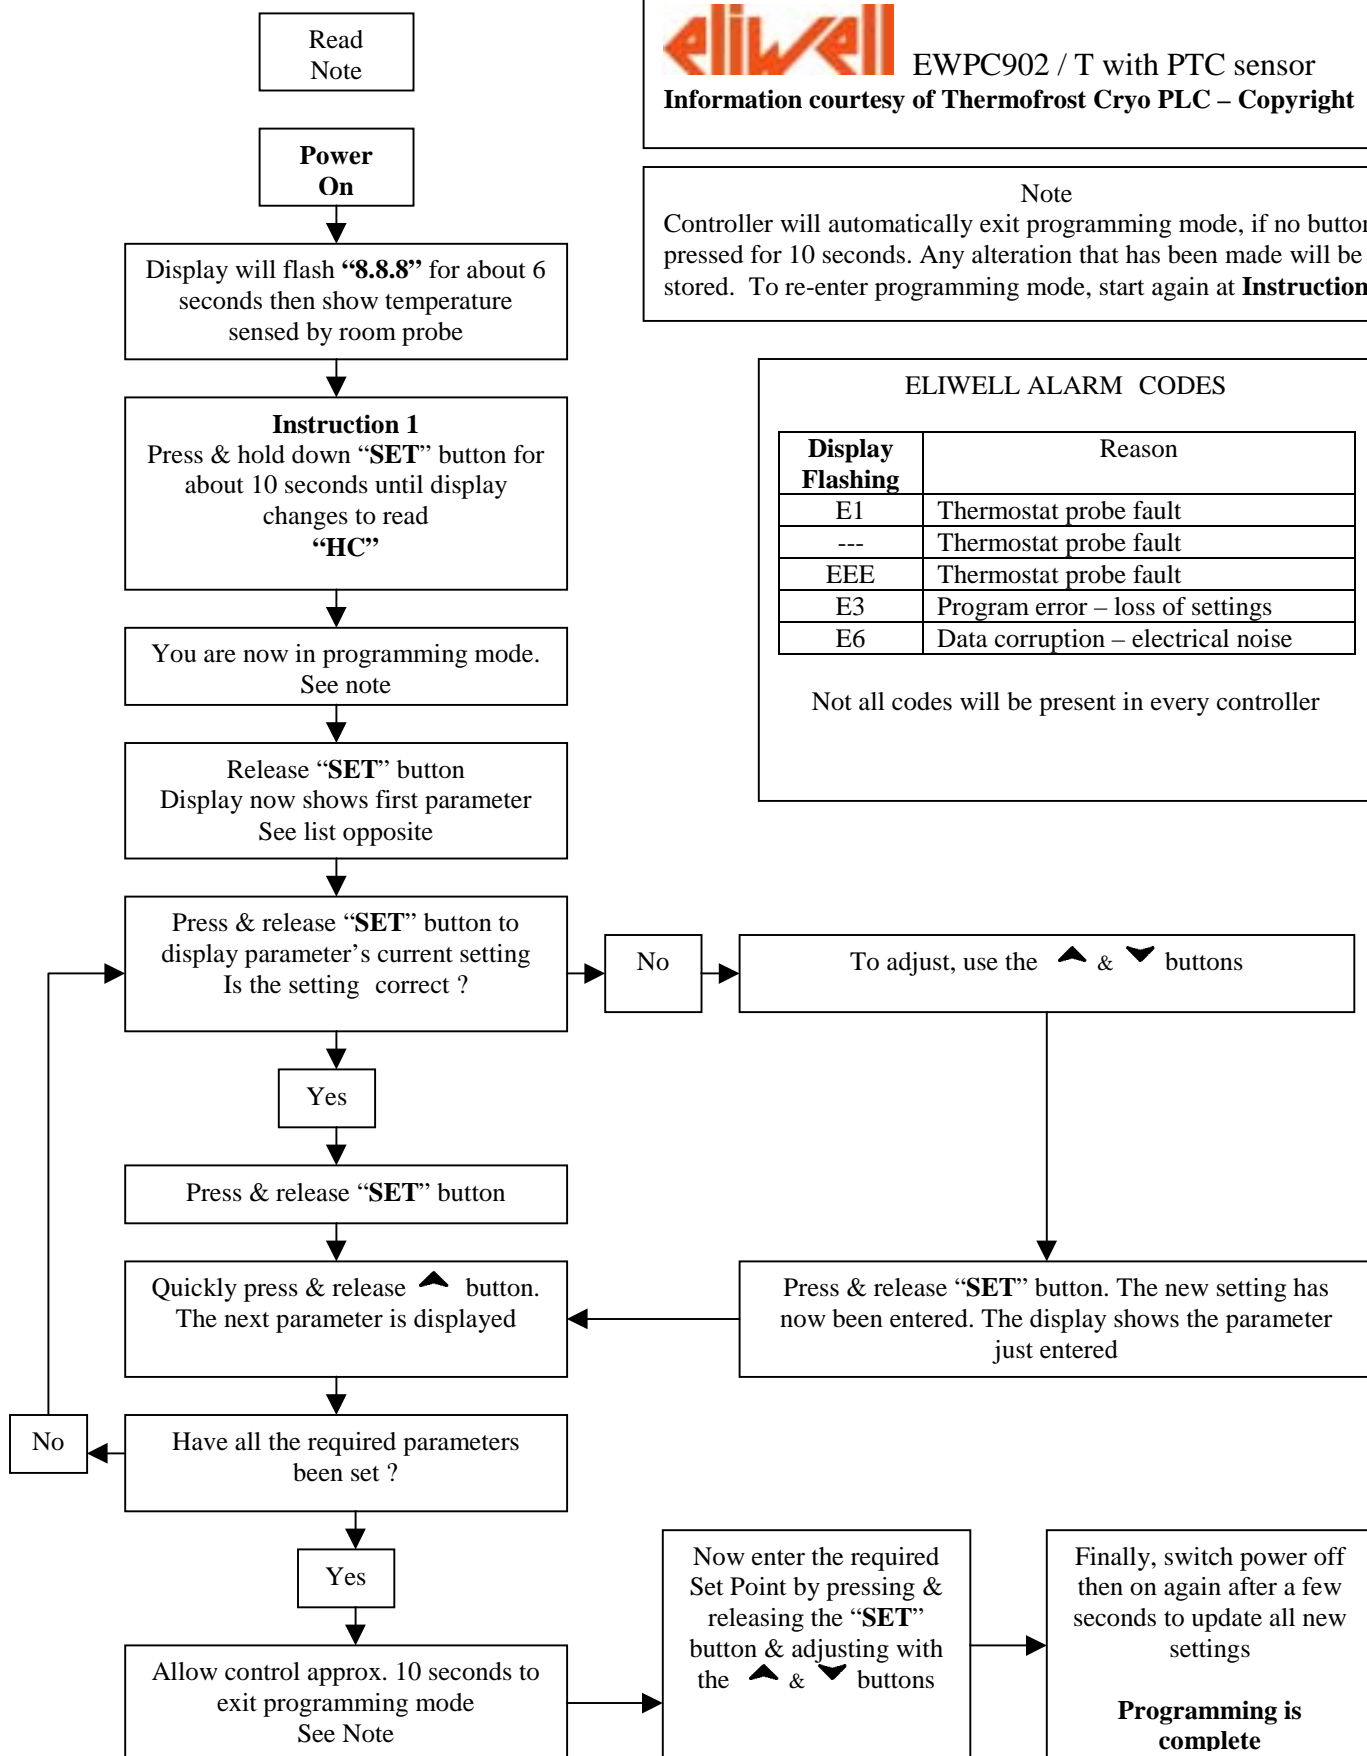 Read
Note
eliwell EWPC902 / T with PTC sensor
Information courtesy of Thermofrost Cryo PLC – Copyright
Power
On
Note
Controller will automatically exit programming mode, if no button
pressed for 10 seconds. Any alteration that has been made will be
stored. To re-enter programming mode, start again at Instruction
Display will flash “8.8.8” for about 6
seconds then show temperature
sensed by room probe
Instruction 1
Press & hold down “SET” button for
about 10 seconds until display
changes to read
“HC”
ELIWELL ALARM CODES
Display Flashing Reason
E1 Thermostat probe fault
--- Thermostat probe fault
EEE Thermostat probe fault
E3 Program error – loss of settings
E6 Data corruption – electrical noise
Not all codes will be present in every controller
You are now in programming mode.
See note
Release “SET” button
Display now shows first parameter
See list opposite
Press & release “SET” button to
display parameter’s current setting
Is the setting correct ?
No
To adjust, use the & buttons
Yes
Press & release “SET” button
Quickly press & release button.
The next parameter is displayed
Press & release “SET” button. The new setting has
now been entered. The display shows the parameter
just entered
No
Have all the required parameters
been set ?
Yes
Allow control approx. 10 seconds to
exit programming mode
See Note
Now enter the required
Set Point by pressing &
releasing the “SET”
button & adjusting with
the & buttons
Finally, switch power off
then on again after a few
seconds to update all new
settings
Programming is
complete